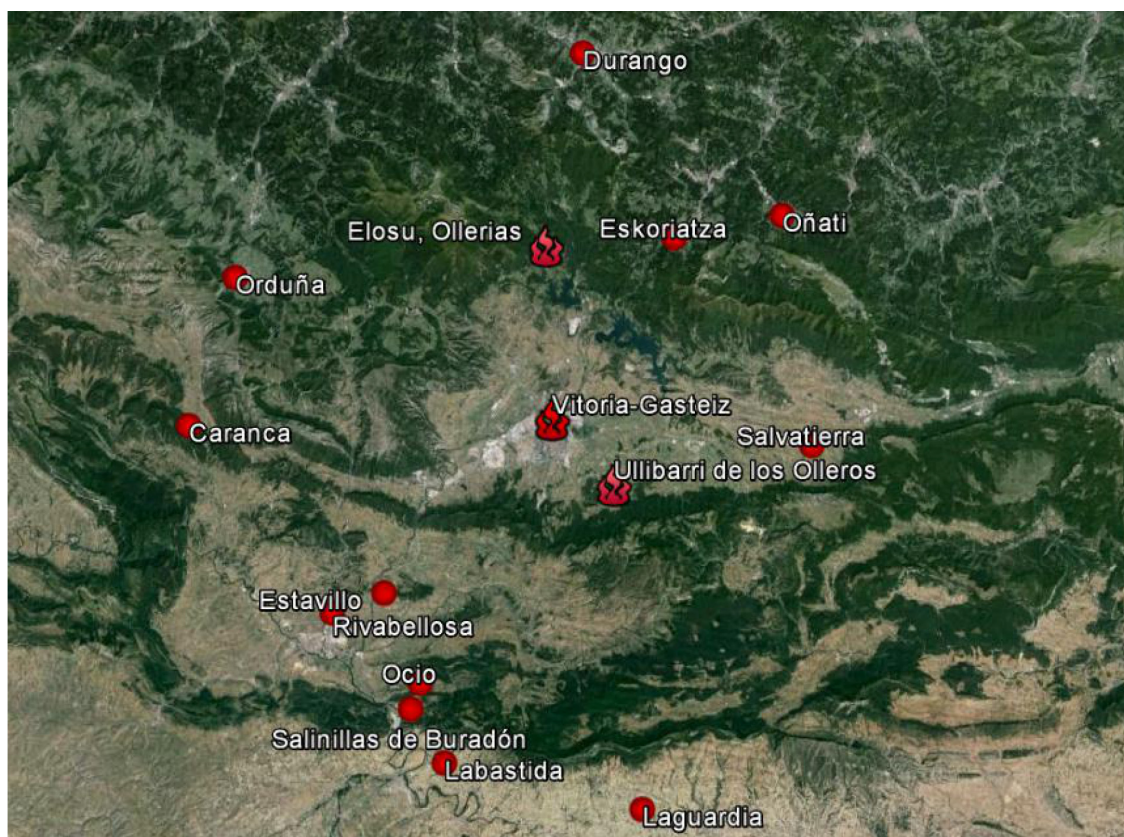 Durango
Oñati
Elosu, Ollerias
Eskoriatza
Orduña
Vitoria-Gasteiz
Caranca
Salvatierra
Ullibarri de los Olleros
Estavillo
Rivabellosa
Ocio
Salinillas de Buradón
Labastida
Laguardia